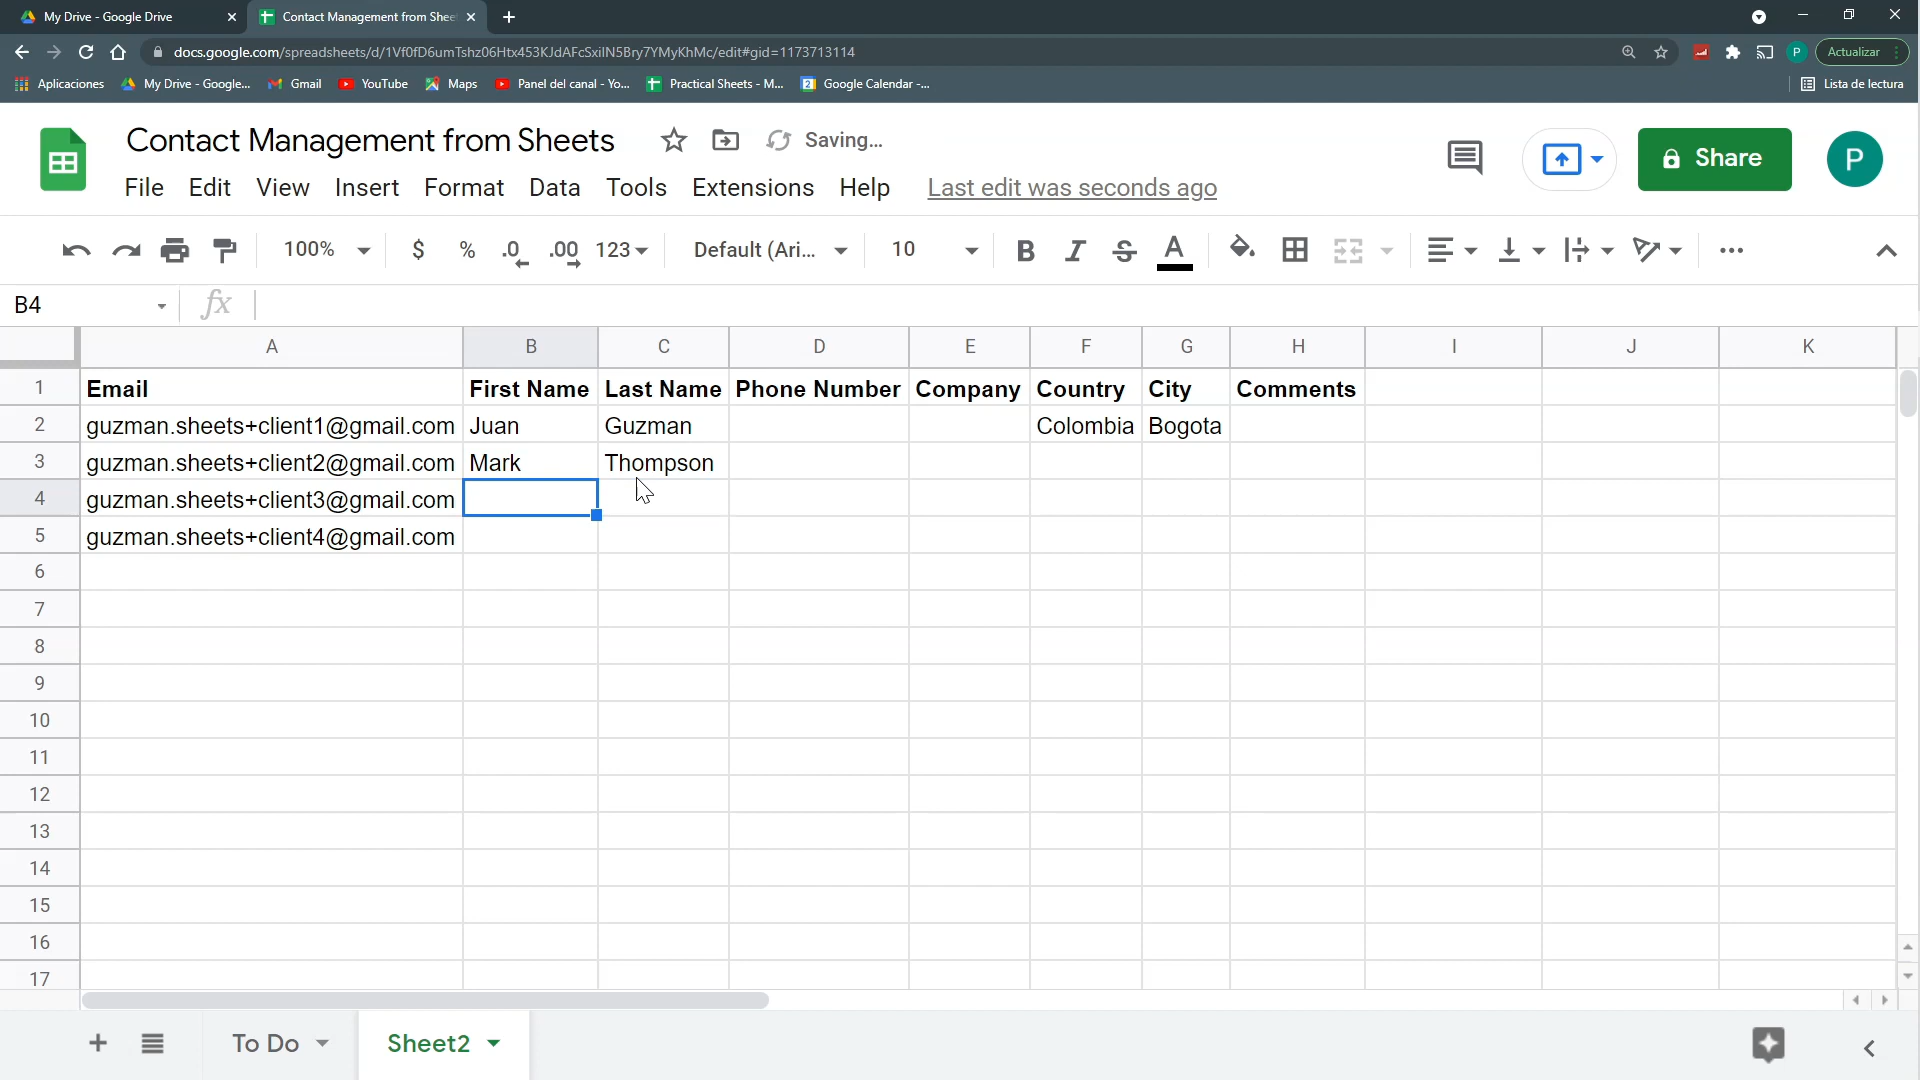 My Drive - Google Drive
Contact Management from Shee
docs.google.com/spreadsheets/d/1Vf0fD6umTshz06Htx453KJdAFcSxiIN5Bry7YMyKhMc/edit#gid=1173713114
P
Actualizar
Aplicaciones
My Drive - Google...
Gmail
YouTube
Maps
Panel del canal - Yo...
Practical Sheets - M...
Google Calendar -...
Lista de lectura
Contact Management from Sheets
Saving...
Share
P
File Edit View Insert Format Data Tools Extensions Help Last edit was seconds ago
100% $ % .0 .00 123 Default (Ari... 10 B I S A
B4 fx
A B C D E F G H I J K
1 Email First Name Last Name Phone Number Company Country City Comments
2 guzman.sheets+client1@gmail.com Juan Guzman Colombia Bogota
3 guzman.sheets+client2@gmail.com Mark Thompson
4 guzman.sheets+client3@gmail.com
5 guzman.sheets+client4@gmail.com
6
7
8
9
10
11
12
13
14
15
16
17
To Do Sheet2